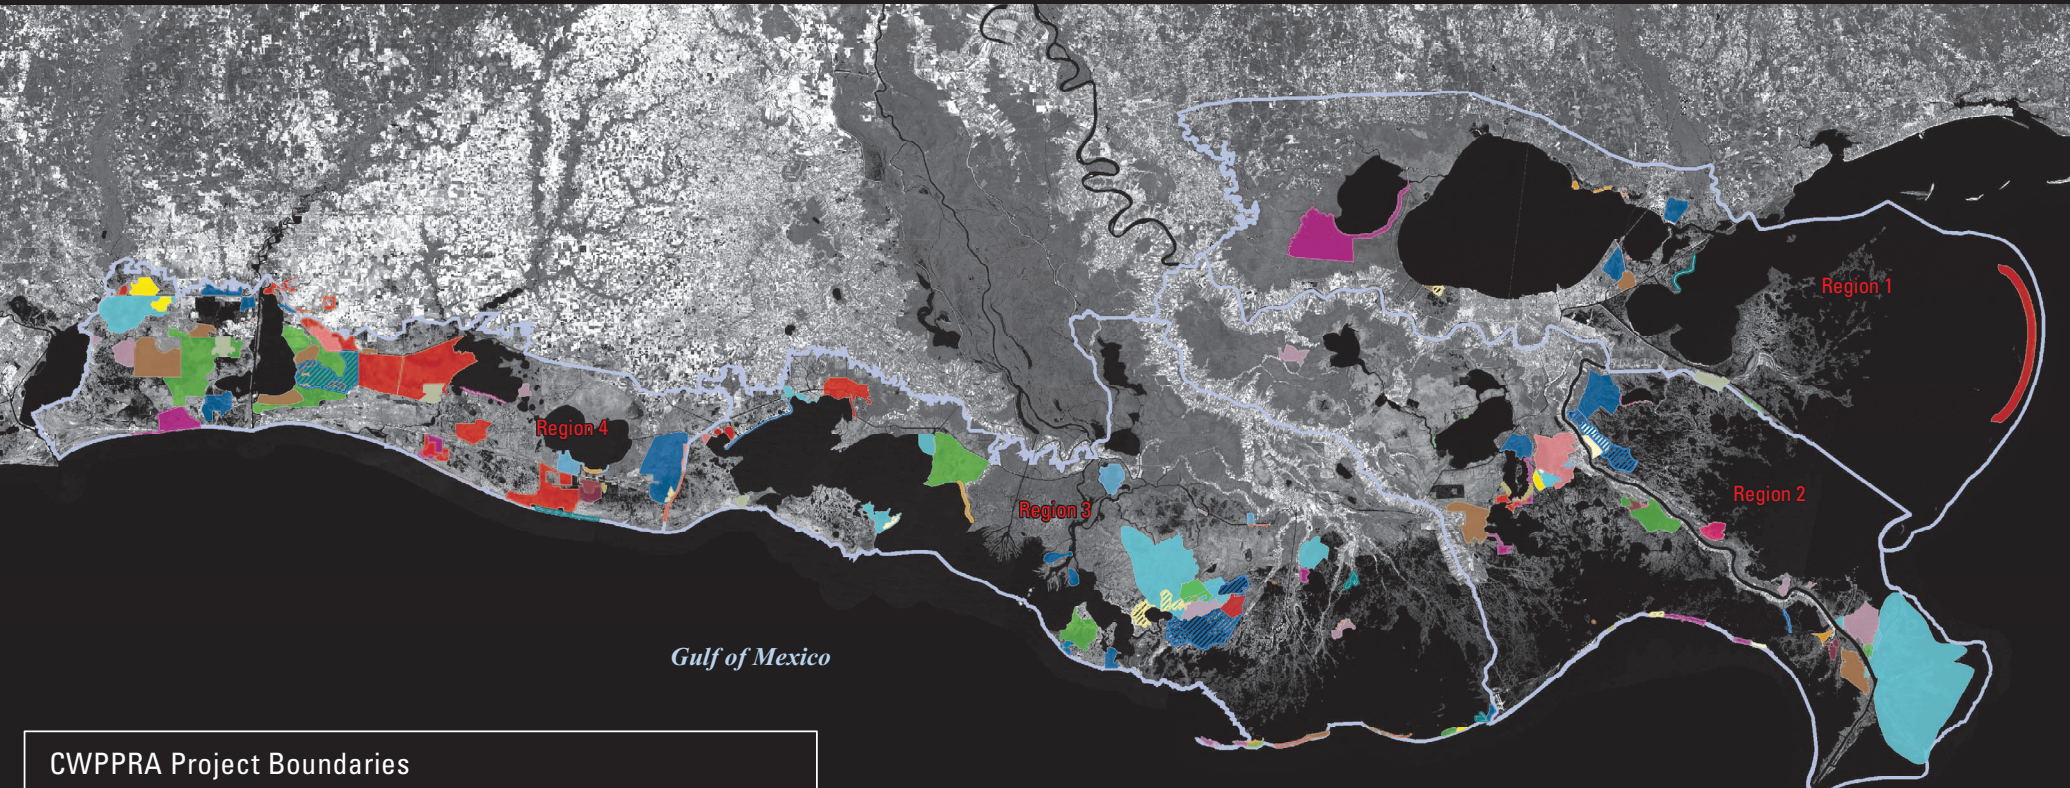 Region 1
Region 4
Region 2
Region 3
Gulf of Mexico
CWPPRA Project Boundaries